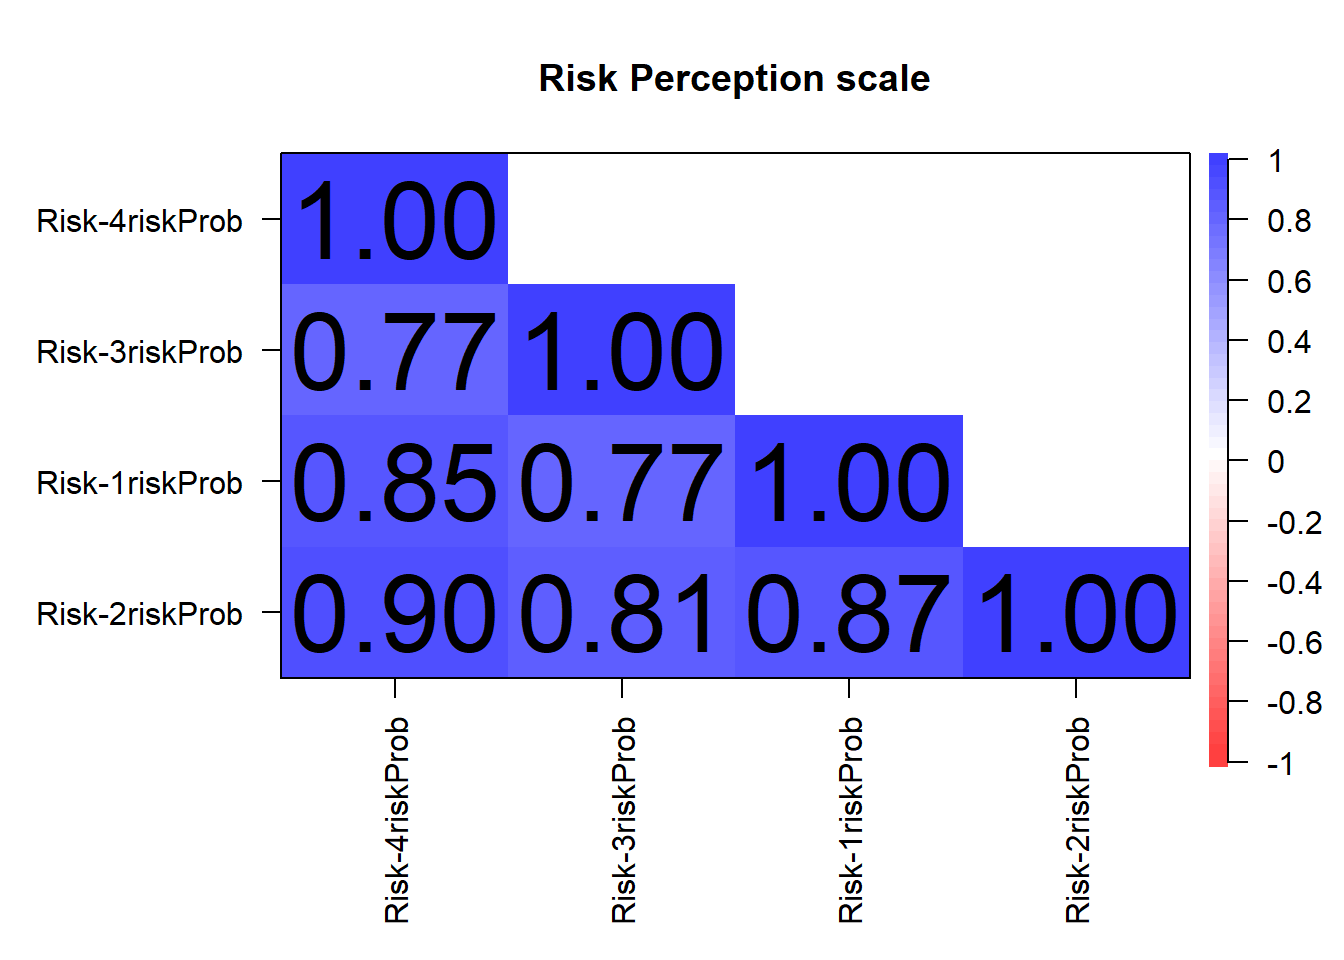 Risk Perception scale
Risk-4riskProb 1.00
Risk-3riskProb 0.77 1.00
Risk-1riskProb 0.85 0.77 1.00
Risk-2riskProb 0.90 0.81 0.87 1.00
Risk-4riskProb
Risk-3riskProb
Risk-1riskProb
Risk-2riskProb
1
0.8
0.6
0.4
0.2
0
-0.2
-0.4
-0.6
-0.8
-1